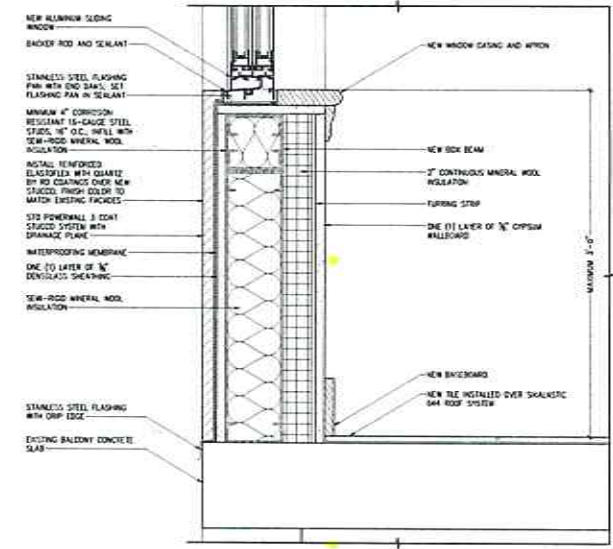 NEW ALUMINUM SLIDING
WINDOW
BACKER ROD AND SEALANT
STAINLESS STEEL FLASHING
PAN WITH END DAMS; SET
FLASHING PAN IN SEALANT
MINIMUM 4" CORROSION
RESISTANT 16-GAUGE STEEL
STUDS, 16" O.C., INFILL WITH
SEMI-RIGID MINERAL WOOL
INSULATION
INSTALL REINFORCED
ELASTOFLEX WITH QUARTZ
BY RD COATINGS OVER NEW
STUCCO; FINISH COLOR TO
MATCH EXISTING FACADES
STO POWERWALL 3 COAT
STUCCO SYSTEM WITH
DRAINAGE PLANE
WATERPROOFING MEMBRANE
ONE (1) LAYER OF
DENSGLASS SHEATHING
SEMI-RIGID MINERAL WOOL
INSULATION
STAINLESS STEEL FLASHING
WITH DRIP EDGE
EXISTING BALCONY CONCRETE
SLAB
NEW WINDOW CASING AND APRON
NEW BOX BEAM
2" CONTINUOUS MINERAL WOOL
INSULATION
FURRING STRIP
ONE (1) LAYER OF GYPSUM
WALLBOARD
MAXIMUM 3'-0"
NEW BASEBOARD
NEW TILE INSTALLED OVER
644 ROOF SYSTEM